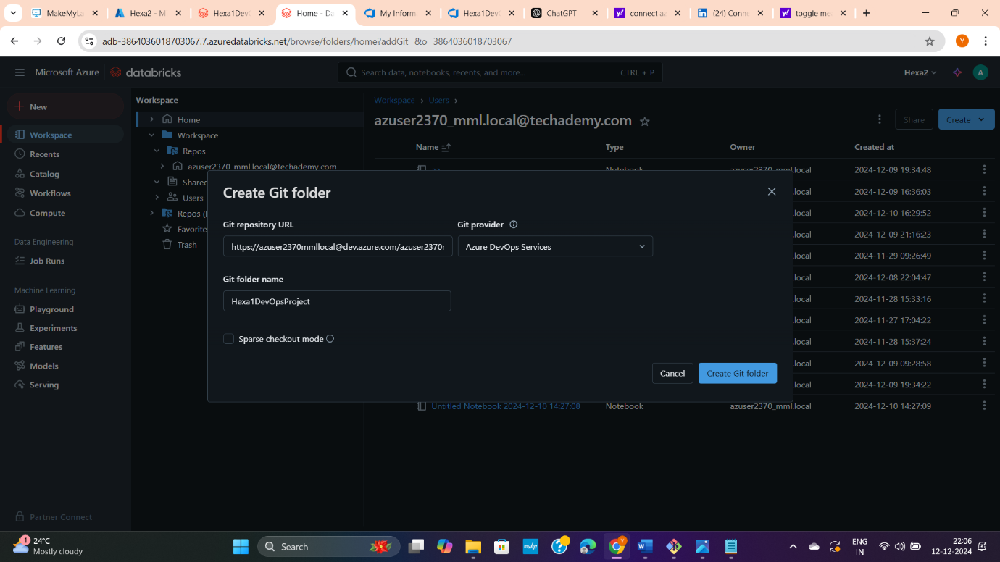 MakeMyLa
Hexa2 - Mi
Hexa1DevO
Home - Da
My Inform
Hexa1DevO
ChatGPT
connect az
(24) Conne
toggle me
adb-3864036018703067.7.azuredatabricks.net/browse/folders/home?addGit=&o=3864036018703067
Y
Microsoft Azure databricks
Search data, notebooks, recents, and more... CTRL + P
Hexa2
A
New
Workspace
Recents
Catalog
Workflows
Compute
Data Engineering
Job Runs
Machine Learning
Playground
Experiments
Features
Models
Serving
Partner Connect
Workspace
Home
Workspace
Repos
azuser2370_mml.local@techademy.com
Shared
Users
Repos (L
Favorite
Trash
Workspace > Users >
azuser2370_mml.local@techademy.com
Share
Create
Name Type Owner Created at
aa Notebook azuser2370_mml.local 2024-12-09 19:34:48
.local 2024-12-09 16:36:03
.local 2024-12-10 16:29:52
.local 2024-12-09 21:16:23
.local 2024-11-29 09:26:49
.local 2024-12-08 22:04:47
.local 2024-11-28 15:33:16
.local 2024-11-27 17:04:22
.local 2024-11-28 15:37:24
.local 2024-12-09 09:28:58
.local 2024-12-09 19:34:22
Untitled Notebook 2024-12-10 14:27:08 Notebook azuser2370_mml.local 2024-12-10 14:27:09
Create Git folder
Git repository URL
https://azuser2370mmllocal@dev.azure.com/azuser2370
Git provider
Azure DevOps Services
Git folder name
Hexa1DevOpsProject
Sparse checkout mode
Cancel
Create Git folder
1
24°C
Mostly cloudy
Search
myhp
ENG
IN
22:06
12-12-2024